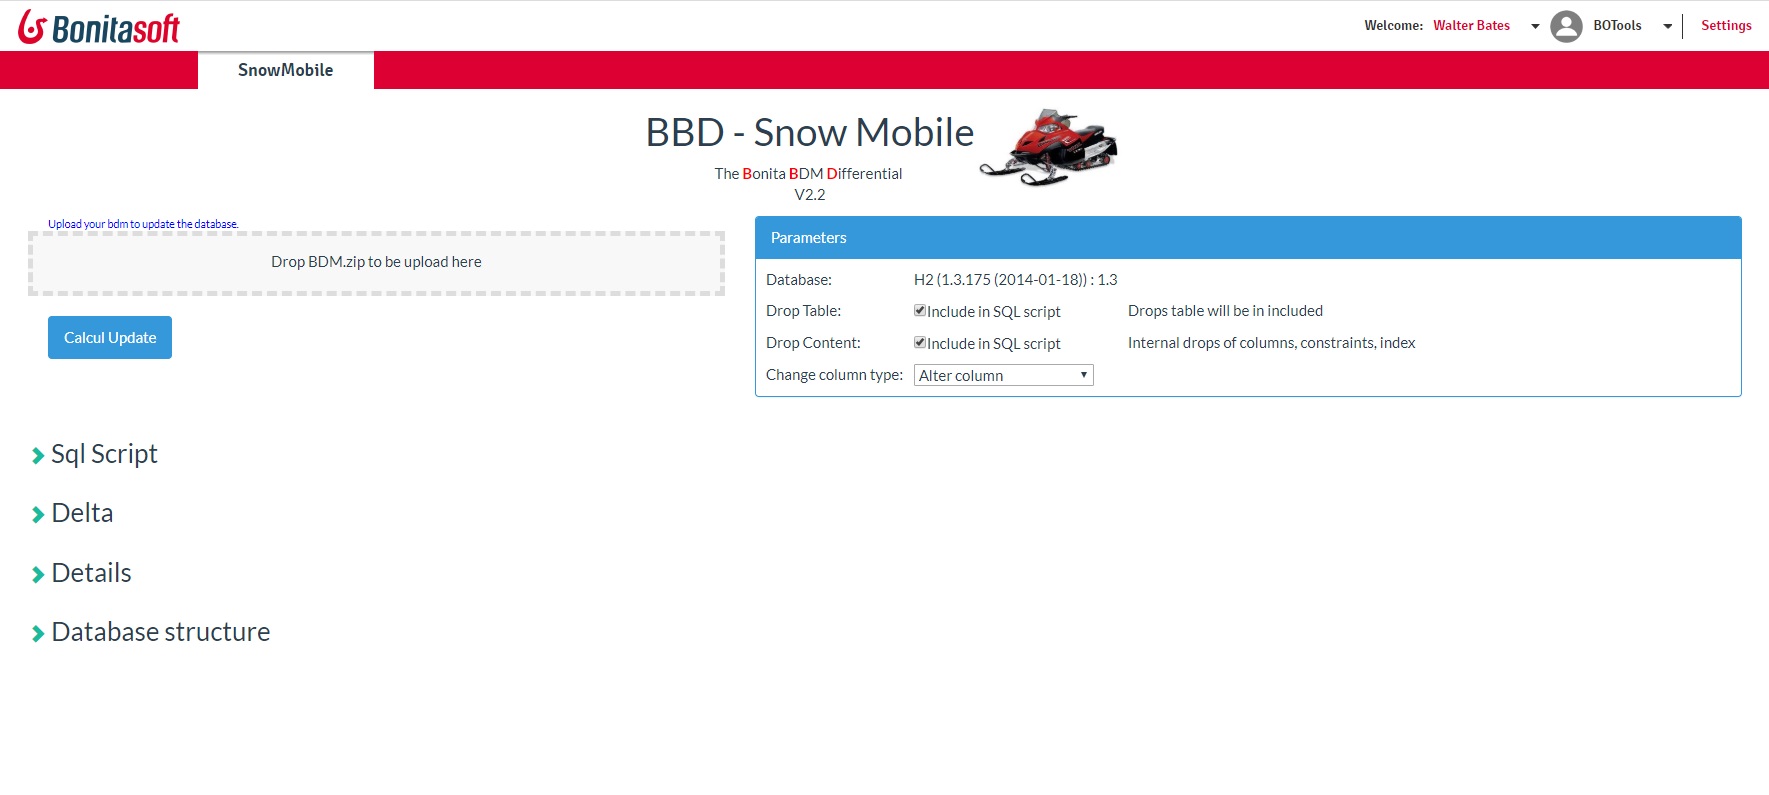 Bonitasoft
Welcome: Walter Bates BOTools Settings
SnowMobile
BBD - Snow Mobile
The Bonita BDM Differential
V2.2
Upload your bdm to update the database.
Drop BDM.zip to be upload here
Calcul Update
Parameters
Database: H2 (1.3.175 (2014-01-18)) : 1.3
Drop Table: Include in SQL script Drops table will be in included
Drop Content: Include in SQL script Internal drops of columns, constraints, index
Change column type: Alter column
Sql Script
Delta
Details
Database structure